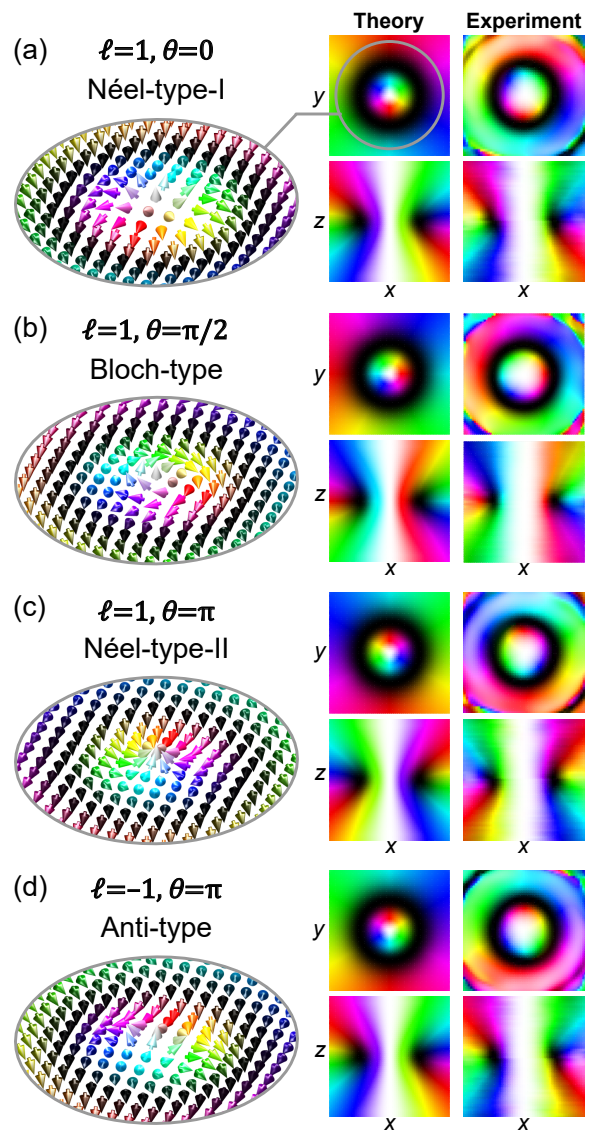 Theory Experiment
(a) ℓ=1, θ=0
Néel-type-I
y
z
x x
(b) ℓ=1, θ=π/2
Bloch-type
y
z
x x
(c) ℓ=1, θ=π
Néel-type-II
y
z
x x
(d) ℓ=–1, θ=π
Anti-type
y
z
x x